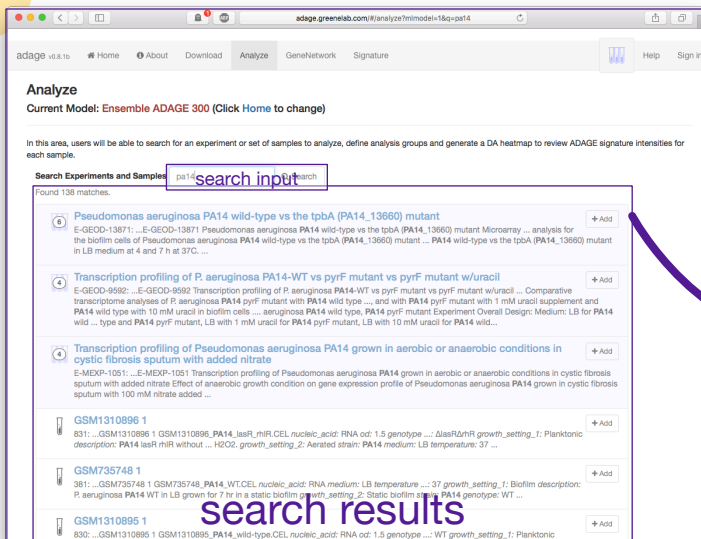 adage.greenelab.com/#/analyze?mlmodel=1&q=pa14
adage v0.8.1b Home About Download Analyze GeneNetwork Signature Help Sign in
Analyze
Current Model: Ensemble ADAGE 300 (Click Home to change)
In this area, users will be able to search for an experiment or set of samples to analyze, define analysis groups and generate a DA heatmap to review ADAGE signature intensities for
each sample.
Search Experiments and Samples pa14 search input Search
Found 138 matches.
6 Pseudomonas aeruginosa PA14 wild-type vs the tpbA (PA14_13660) mutant + Add
E-GEOD-13871: ...E-GEOD-13871 Pseudomonas aeruginosa PA14 wild-type vs the tpbA (PA14_13660) mutant Microarray ... analysis for
the biofilm cells of Pseudomonas aeruginosa PA14 wild-type vs the tpbA (PA14_13660) mutant ... PA14 wild-type vs the tpbA (PA14_13660) mutant
in LB medium at 4 and 7 h at 37C. ...
4 Transcription profiling of P. aeruginosa PA14-WT vs pyrF mutant vs pyrF mutant w/uracil + Add
E-GEOD-9592: ...E-GEOD-9592 Transcription profiling of P. aeruginosa PA14-WT vs pyrF mutant vs pyrF mutant w/uracil ... Comparative
transcriptome analyses of P. aeruginosa PA14 pyrF mutant with PA14 wild type ..., and with PA14 pyrF mutant with 1 mM uracil supplement and
PA14 wild type with 10 mM uracil in biofilm cells .... aeruginosa PA14 wild type, PA14 pyrF mutant Experiment Overall Design: Medium: LB for PA14
wild ... type and PA14 pyrF mutant, LB with 1 mM uracil for PA14 pyrF mutant, LB with 10 mM uracil for PA14 wild...
4 Transcription profiling of Pseudomonas aeruginosa PA14 grown in aerobic or anaerobic conditions in + Add
cystic fibrosis sputum with added nitrate
E-MEXP-1051: ...E-MEXP-1051 Transcription profiling of Pseudomonas aeruginosa PA14 grown in aerobic or anaerobic conditions in cystic fibrosis
sputum with added nitrate Effect of anaerobic growth condition on gene expression profile of Pseudomonas aeruginosa PA14 grown in cystic fibrosis
sputum with 100 mM nitrate added ...
GSM1310896 1 + Add
831: ...GSM1310896 1 GSM1310896_PA14_lasR_rhlR.CEL nucleic_acid: RNA od: 1.5 genotype ...: ΔlasRΔrhR growth_setting_1: Planktonic
description: PA14 lasR rhlR without ... H2O2. growth_setting_2: Aerated strain: PA14 medium: LB temperature: 37 ...
GSM735748 1 + Add
381: ...GSM735748 1 GSM735748_PA14_WT.CEL nucleic_acid: RNA medium: LB temperature ...: 37 growth_setting_1: Biofilm description:
P. aeruginosa PA14 WT in LB grown for 7 hr in a static biofilm growth_setting_2: Static biofilm strain: PA14 genotype: WT ...
search results
GSM1310895 1 + Add
830: ...GSM1310895 1 GSM1310895_PA14_wild-type.CEL nucleic_acid: RNA od: 1.5 genotype ...: WT growth_setting_1: Planktonic